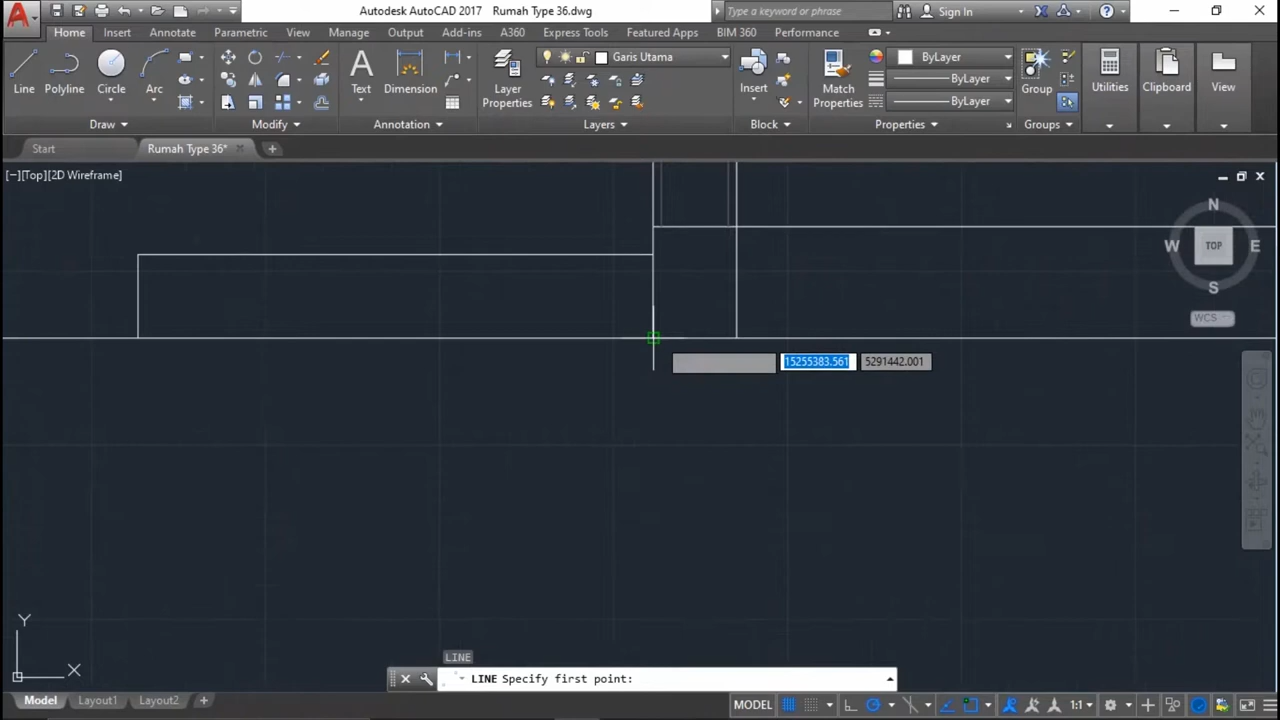 Autodesk AutoCAD 2017   Rumah Type 36.dwg
Type a keyword or phrase
Sign In
Home Insert Annotate Parametric View Manage Output Add-ins A360 Express Tools Featured Apps BIM 360 Performance
Line Polyline Circle Arc
Text Dimension
Layer Properties
Garis Utama
Insert
Match Properties
ByLayer
ByLayer
ByLayer
Group
Utilities
Clipboard
View
Draw Modify Annotation Layers Block Properties Groups
Start
Rumah Type 36*
[−][Top][2D Wireframe]
N
W TOP E
S
WCS
15255383.561 5291442.001
Y
X
LINE
LINE Specify first point:
Model Layout1 Layout2
MODEL
1:1